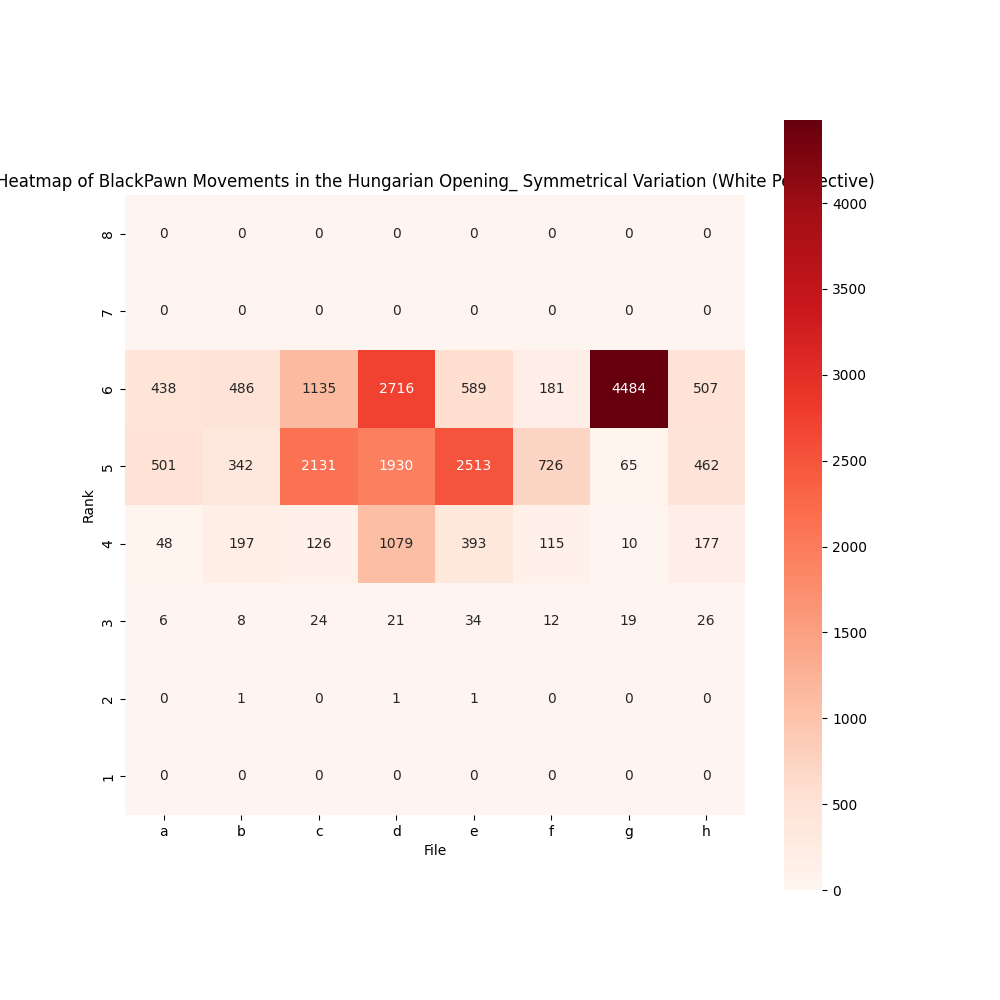 Heatmap of BlackPawn Movements in the Hungarian Opening_ Symmetrical Variation (White ective)
8 0 0 0 0 0 0 0 0
7 0 0 0 0 0 0 0 0
6 438 486 1135 2716 589 181 4484 507
5 501 342 2131 1930 2513 726 65 462
4 48 197 126 1079 393 115 10 177
3 6 8 24 21 34 12 19 26
2 0 1 0 1 1 0 0 0
1 0 0 0 0 0 0 0 0
a b c d e f g h
File
Rank
4000
3500
3000
2500
2000
1500
1000
500
0